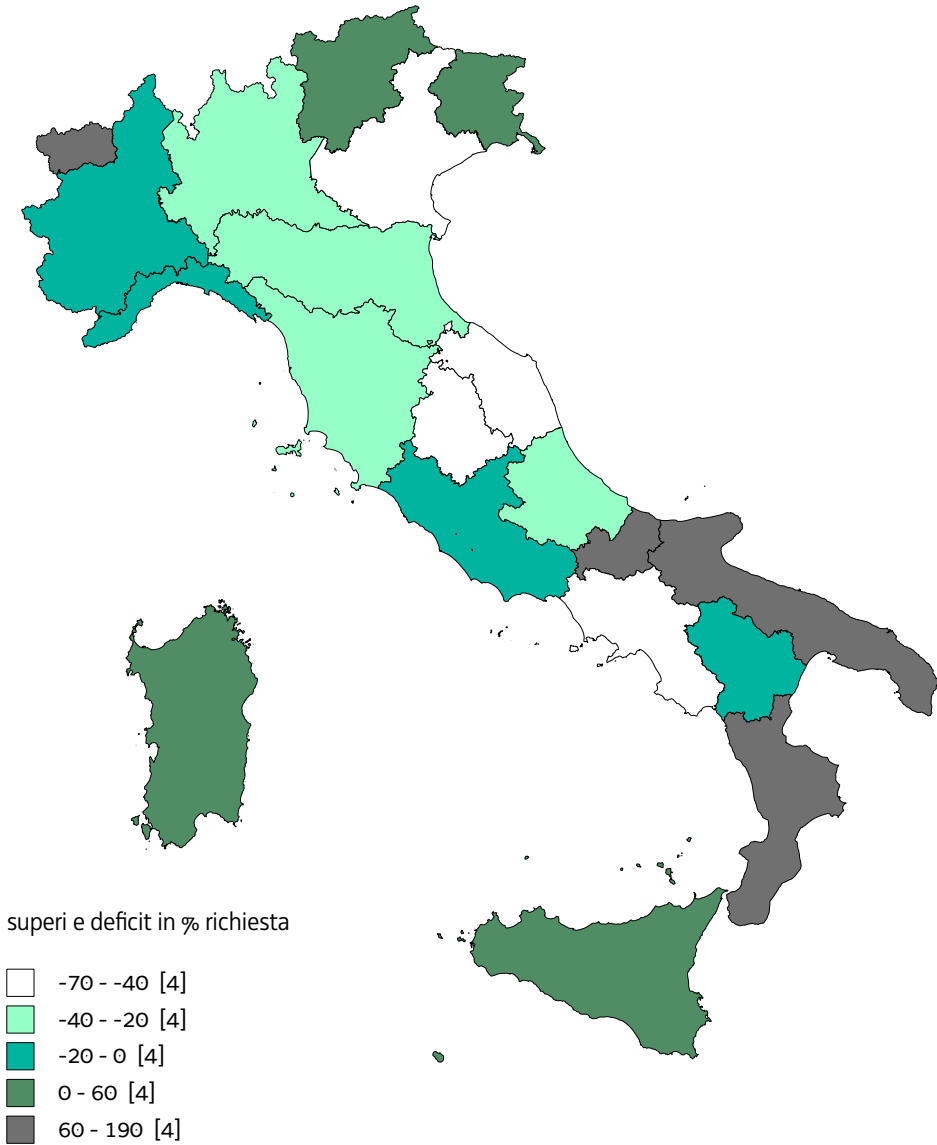 superi e deficit in % richiesta
-70 - -40 [4]
-40 - -20 [4]
-20 - 0 [4]
0 - 60 [4]
60 - 190 [4]